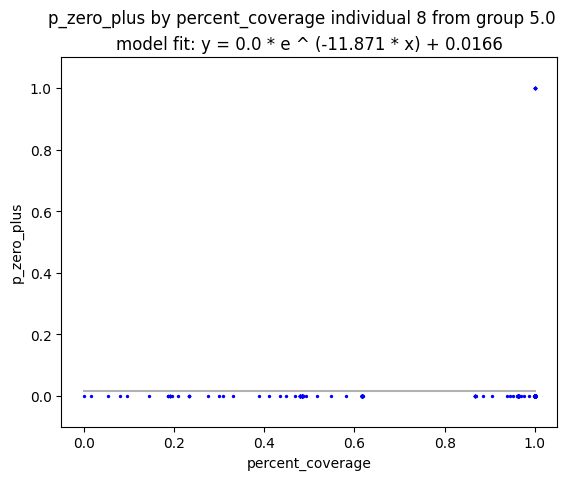 p_zero_plus by percent_coverage individual 8 from group 5.0
model fit: y = 0.0 * e ^ (-11.871 * x) + 0.0166
1.0
0.8
0.6
0.4
0.2
0.0
p_zero_plus
0.0 0.2 0.4 0.6 0.8 1.0
percent_coverage